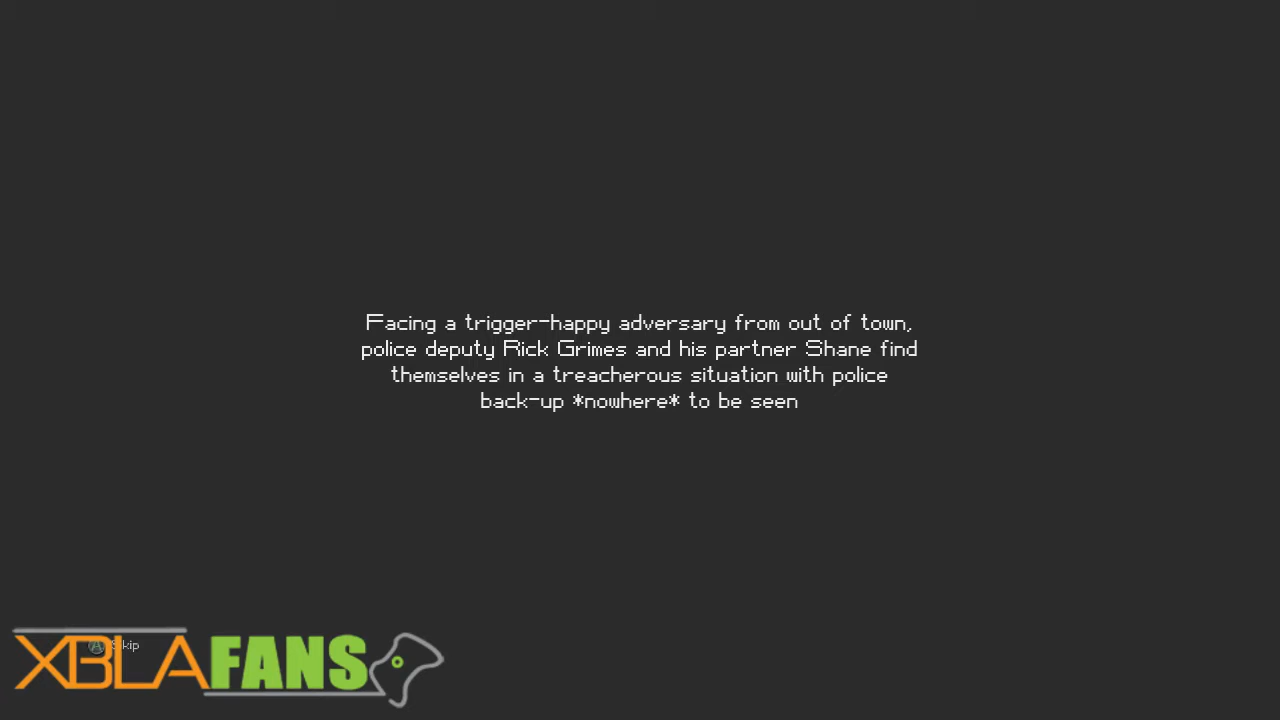 Facing a trigger-happy adversary from out of town,
police deputy Rick Grimes and his partner Shane find
themselves in a treacherous situation with police
back-up *nowhere* to be seen
A Skip
XBLAFANS